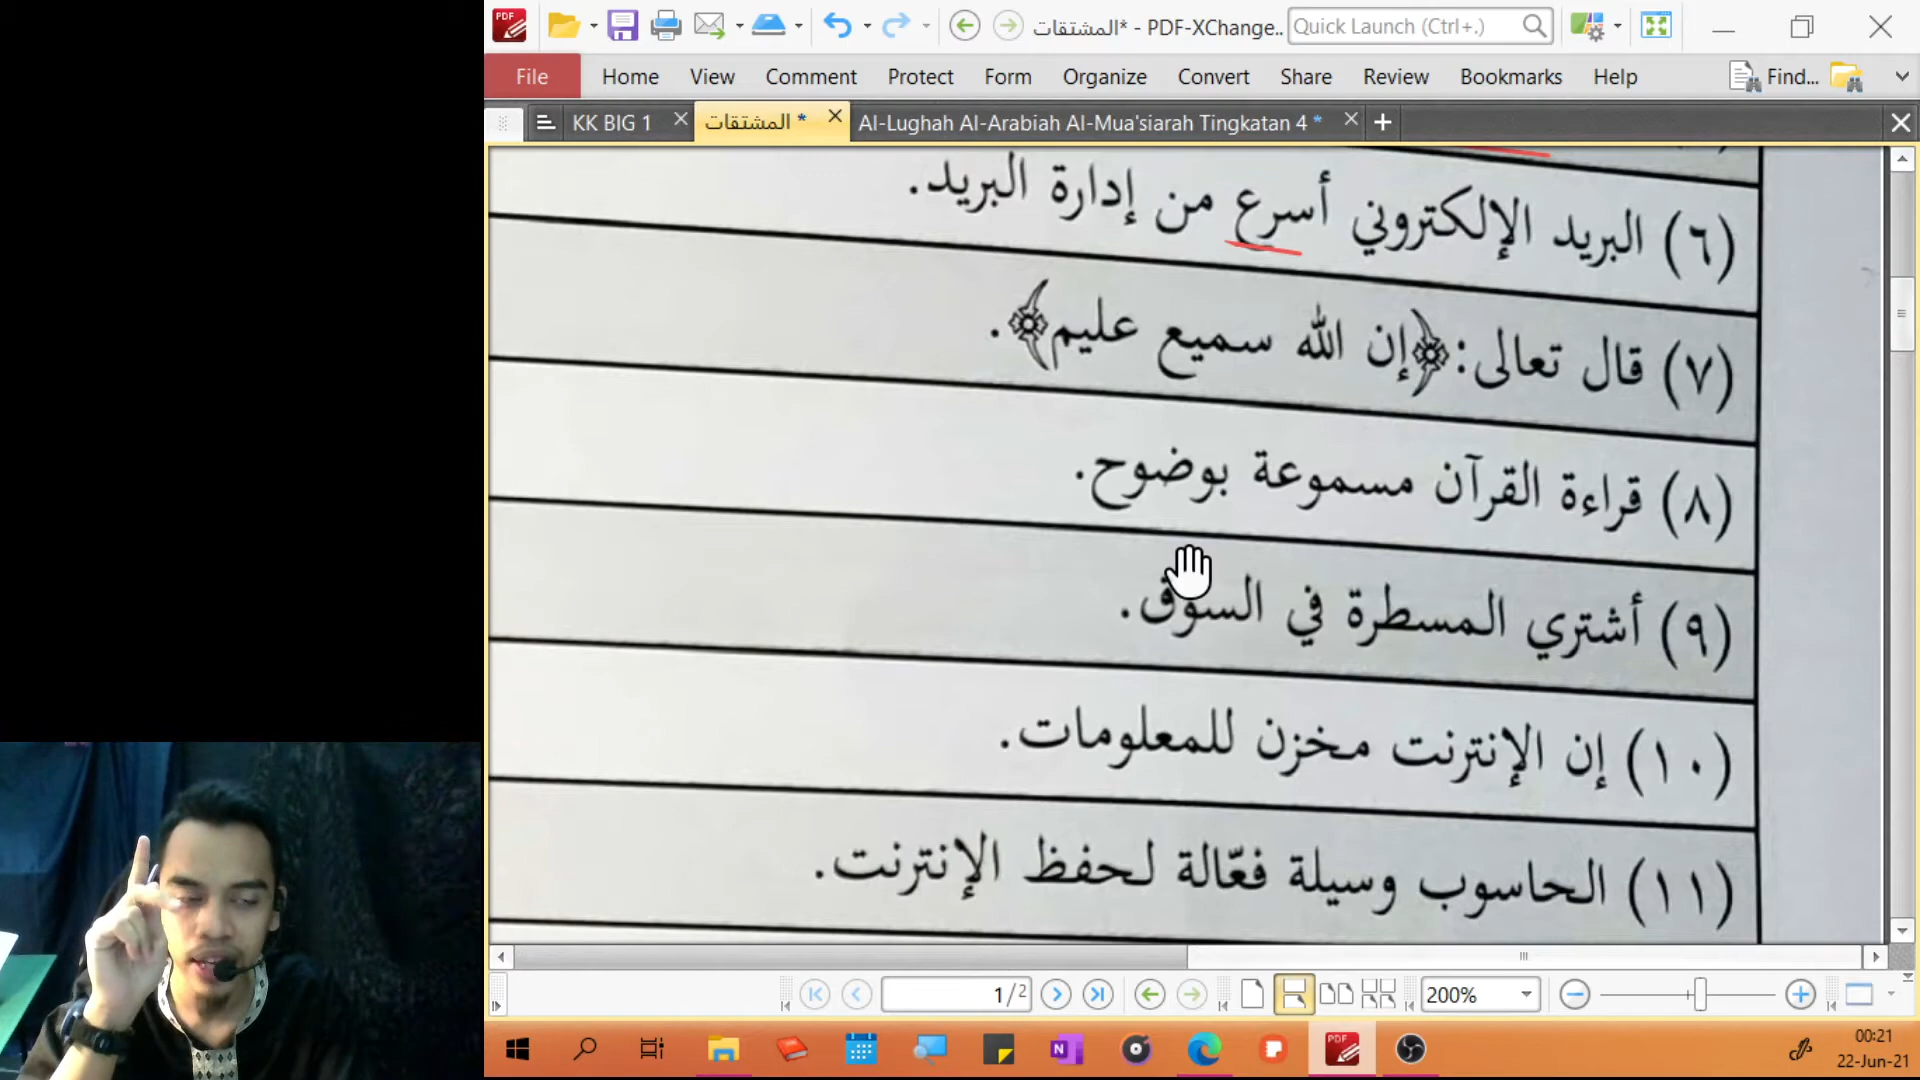 المشتقات* - PDF-XChange..
Quick Launch (Ctrl+.)
File Home View Comment Protect Form Organize Convert Share Review Bookmarks Help Find...
KK BIG 1
المشتقات *
Al-Lughah Al-Arabiah Al-Mua'siarah Tingkatan 4 *
(٦) البريد الإلكتروني أسرع من إدارة البريد.
(٧) قال تعالى: ﴿إن الله سميع عليم﴾.
(٨) قراءة القرآن مسموعة بوضوح.
(٩) أشتري المسطرة في السوق.
(١٠) إن الإنترنت مخزن للمعلومات.
(١١) الحاسوب وسيلة فعّالة لحفظ الإنترنت.
1/2
200%
00:21
22-Jun-21